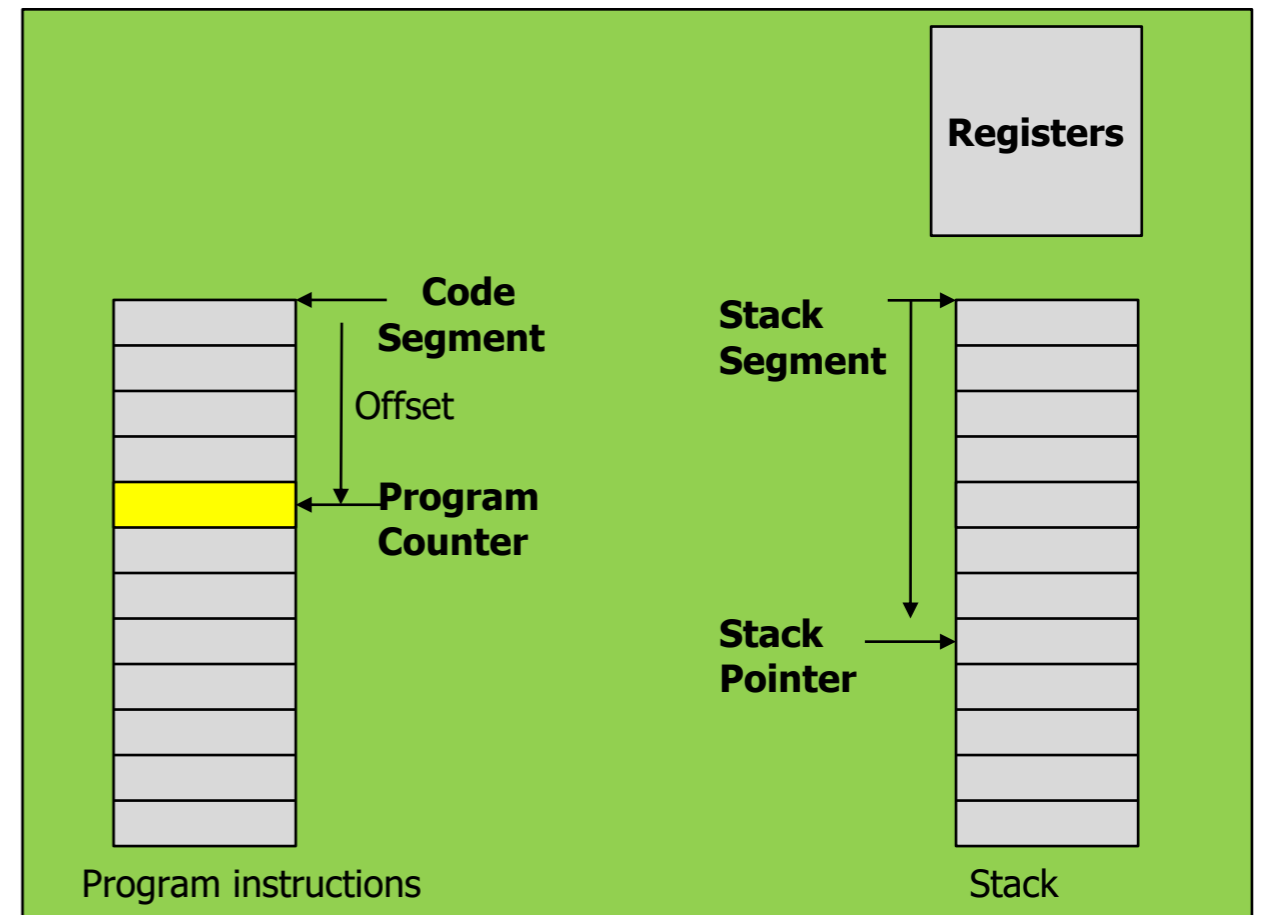 Registers
Code
Segment
Offset
Program
Counter
Stack
Segment
Stack
Pointer
Program instructions
Stack